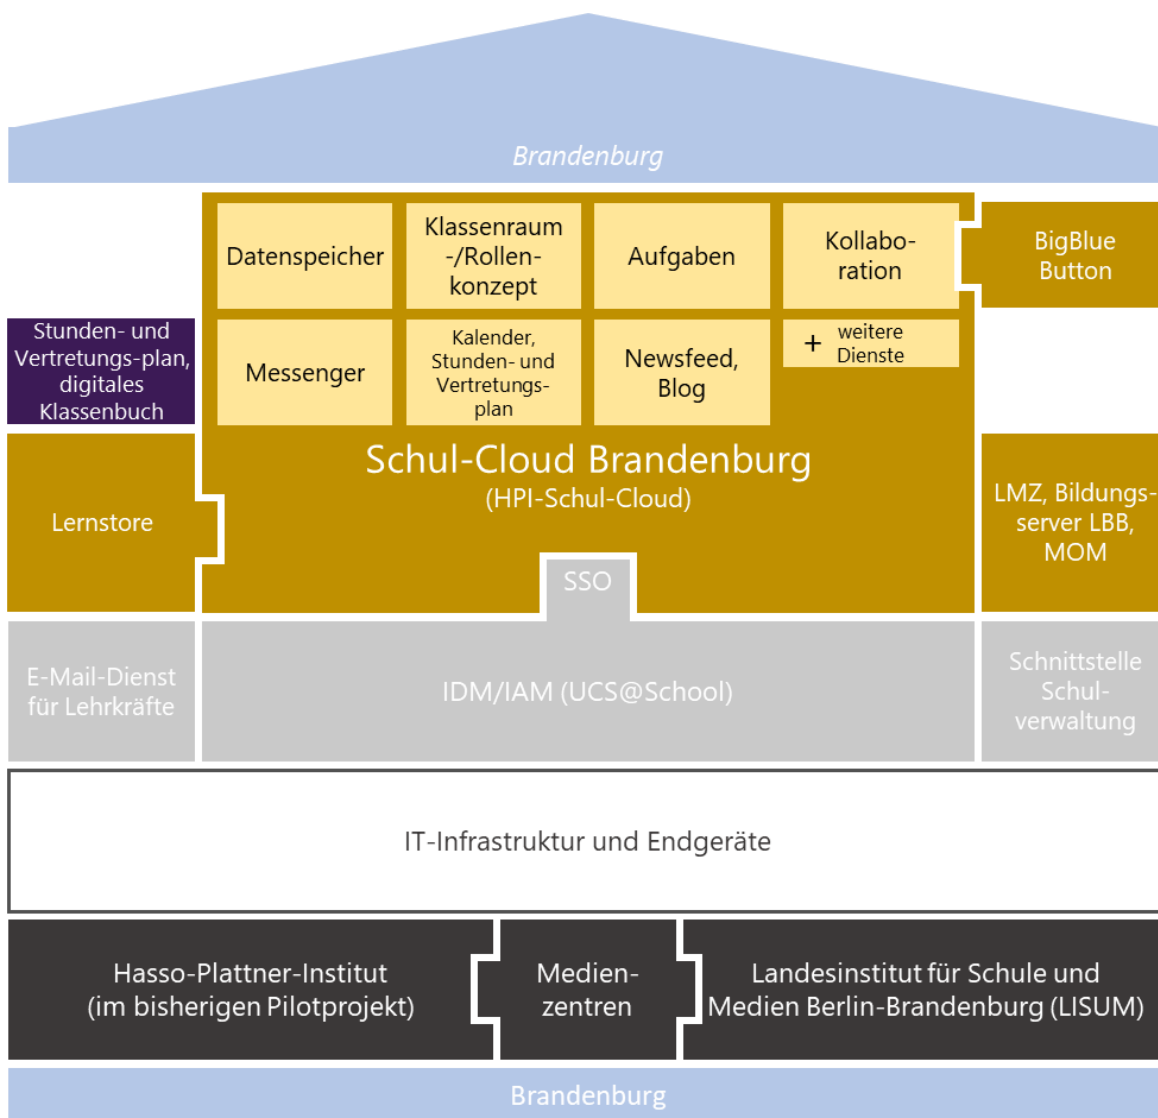 Brandenburg
Datenspeicher
Klassenraum
-/Rollen-
konzept
Aufgaben
Kollabo-
ration
BigBlue
Button
Stunden- und
Vertretungs-plan,
digitales
Klassenbuch
Messenger
Kalender,
Stunden- und
Vertretungs-
plan
Newsfeed,
Blog
+ weitere
Dienste
Schul-Cloud Brandenburg
(HPI-Schul-Cloud)
Lernstore
LMZ, Bildungs-
server LBB,
MOM
SSO
E-Mail-Dienst
für Lehrkräfte
IDM/IAM (UCS@School)
Schnittstelle
Schul-
verwaltung
IT-Infrastruktur und Endgeräte
Hasso-Plattner-Institut
(im bisherigen Pilotprojekt)
Medien-
zentren
Landesinstitut für Schule und
Medien Berlin-Brandenburg (LISUM)
Brandenburg